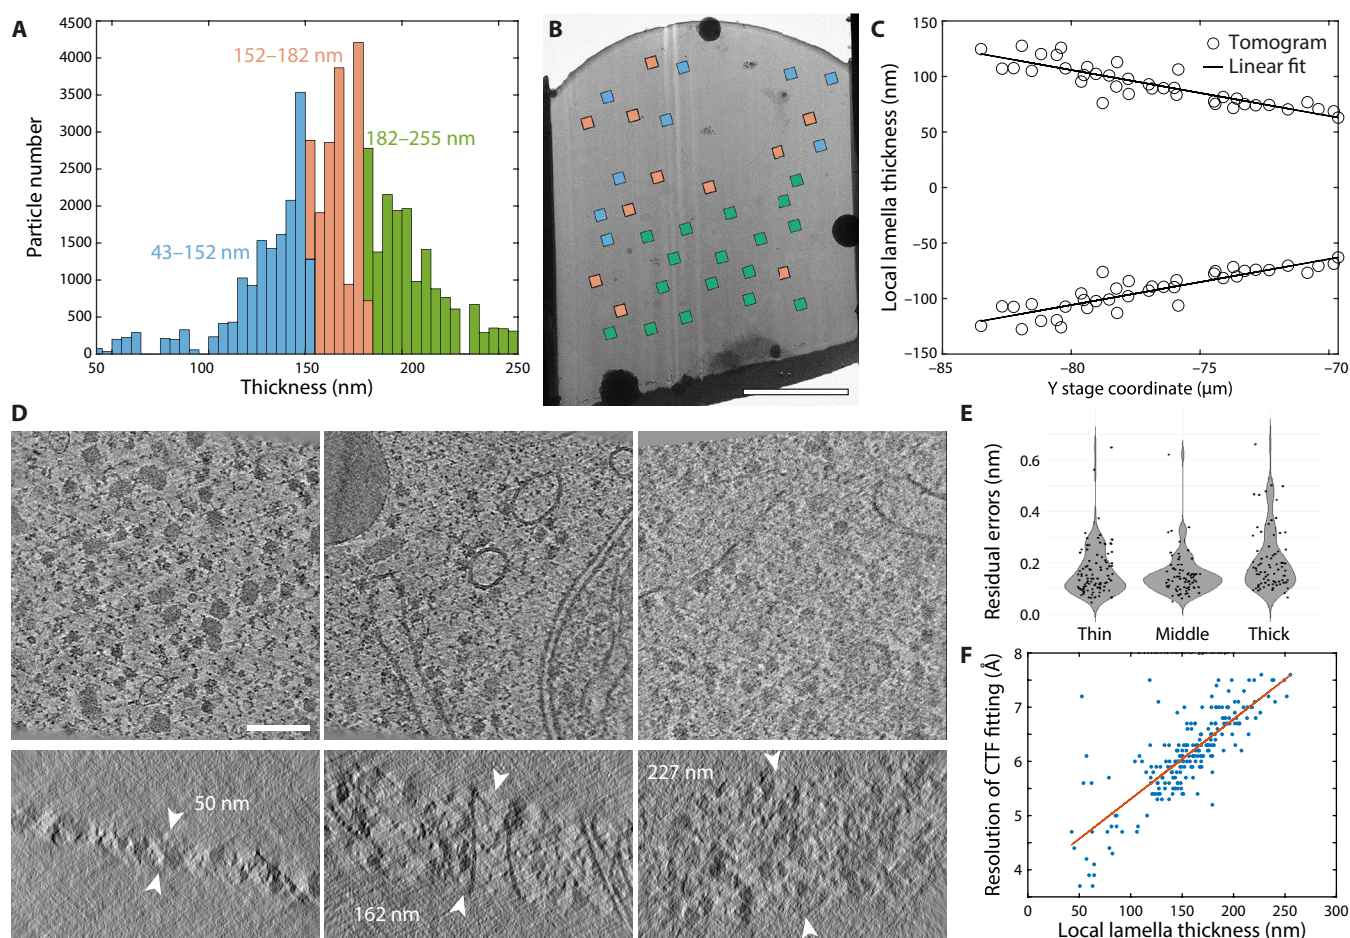 A
4500
4000
3500
3000
2500
2000
1500
1000
500
0
Particle number
152–182 nm
182–255 nm
43–152 nm
50
100
150
200
250
Thickness (nm)
B
C
150
100
50
0
−50
−100
−150
Local lamella thickness (nm)
Tomogram
Linear fit
−85
−80
−75
−70
Y stage coordinate (μm)
D
50 nm
162 nm
227 nm
E
0.6
0.4
0.2
0.0
Residual errors (nm)
Thin
Middle
Thick
F
8
7
6
5
4
Resolution of CTF fitting (Å)
0
50
100
150
200
250
300
Local lamella thickness (nm)